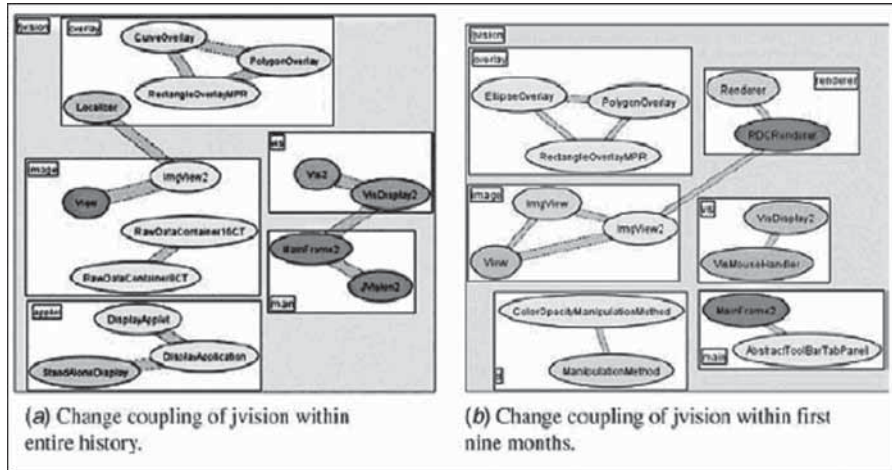 jvision
overlay
CurveOverlay
PolygonOverlay
RectangleOverlayMPR
Localizer
image
ImgView2
View
RawDataContainer16CT
RawDataContainer8CT
vis
Vis2
VisDisplay2
MainFrame2
JVision2
main
applet
DisplayApplet
DisplayApplication
StandAloneDisplay
(a) Change coupling of jvision within
entire history.
jvision
overlay
EllipseOverlay
PolygonOverlay
RectangleOverlayMPR
Renderer
renderer
RDCRenderer
image
ImgView
ImgView2
View
vis
VisDisplay2
VisMouseHandler
ColorOpacityManipulationMethod
ManipulationMethod
MainFrame2
main
AbstractToolBarTabPanel
(b) Change coupling of jvision within first
nine months.